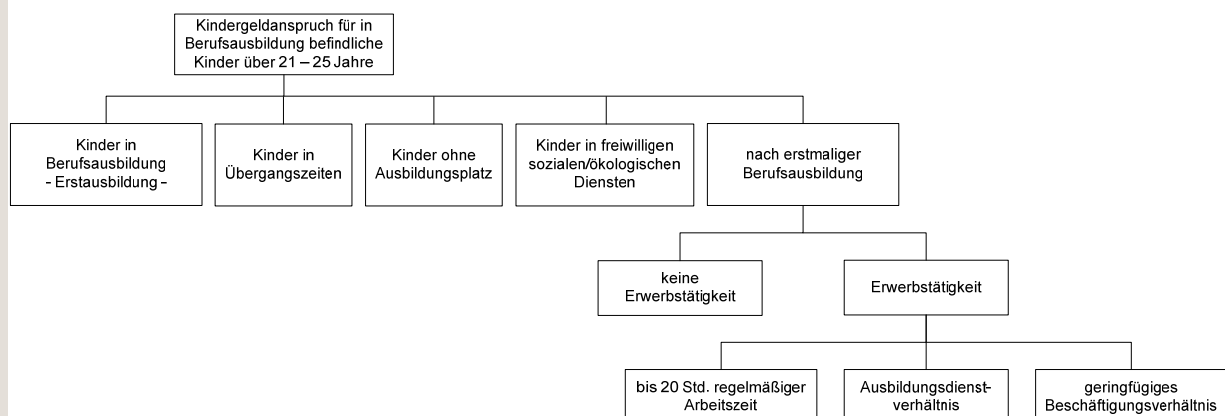 Kindergeldanspruch für in
Berufsausbildung befindliche
Kinder über 21 – 25 Jahre
Kinder in
Berufsausbildung
- Erstausbildung –
Kinder in
Übergangszeiten
Kinder ohne
Ausbildungsplatz
Kinder in freiwilligen
sozialen/ökologischen
Diensten
nach erstmaliger
Berufsausbildung
keine
Erwerbstätigkeit
Erwerbstätigkeit
bis 20 Std. regelmäßiger
Arbeitszeit
Ausbildungsdienst-
verhältnis
geringfügiges
Beschäftigungsverhältnis